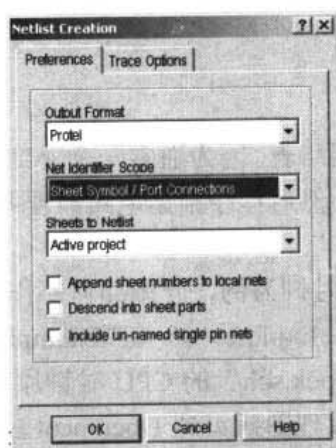 Netlist Creation
Preferences
Trace Options
Output Format
Protel
Net Identifier Scope
Sheet Symbol / Port Connections
Sheets to Netlist
Active project
Append sheet numbers to local nets
Descend into sheet parts
Include un-named single pin nets
OK
Cancel
Help